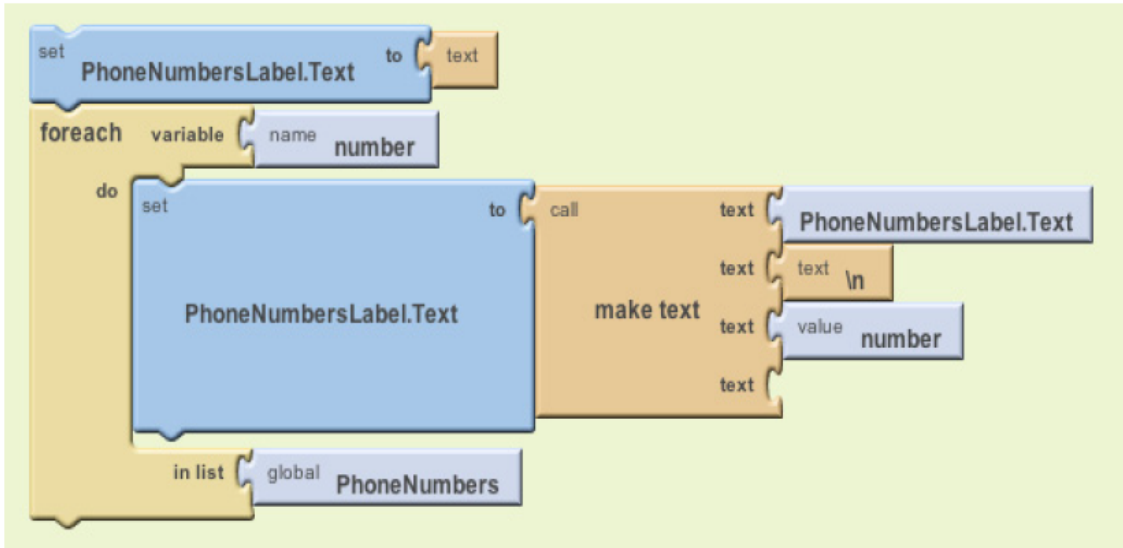 set PhoneNumbersLabel.Text to text
foreach variable name number
do set PhoneNumbersLabel.Text to call make text text PhoneNumbersLabel.Text
text text \n
text value number
text
in list global PhoneNumbers